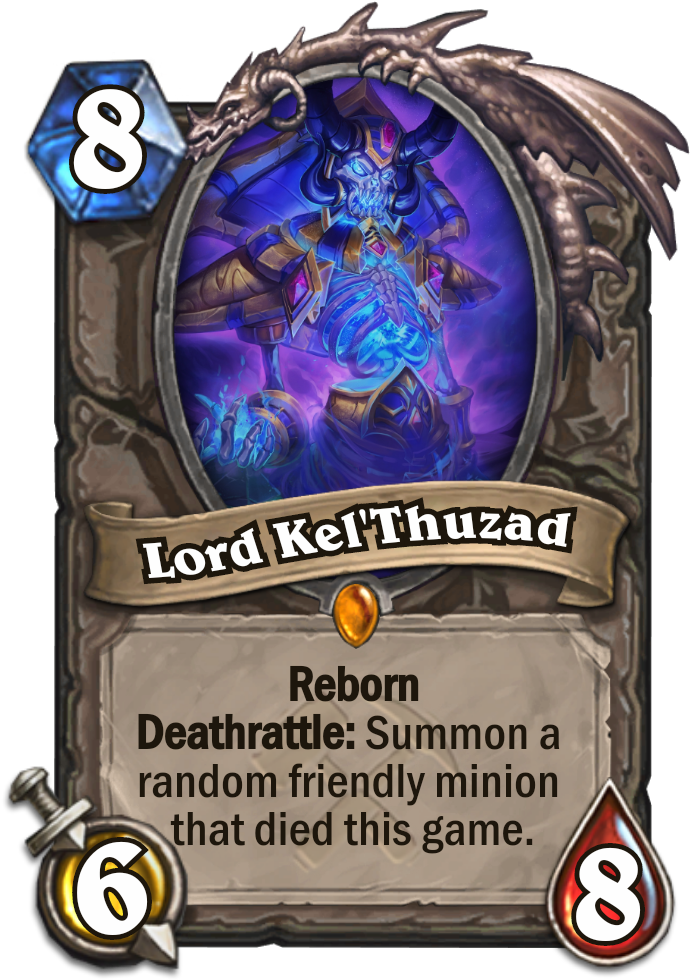 8
Lord Kel'Thuzad
Reborn
Deathrattle: Summon a
random friendly minion
that died this game.
6
8